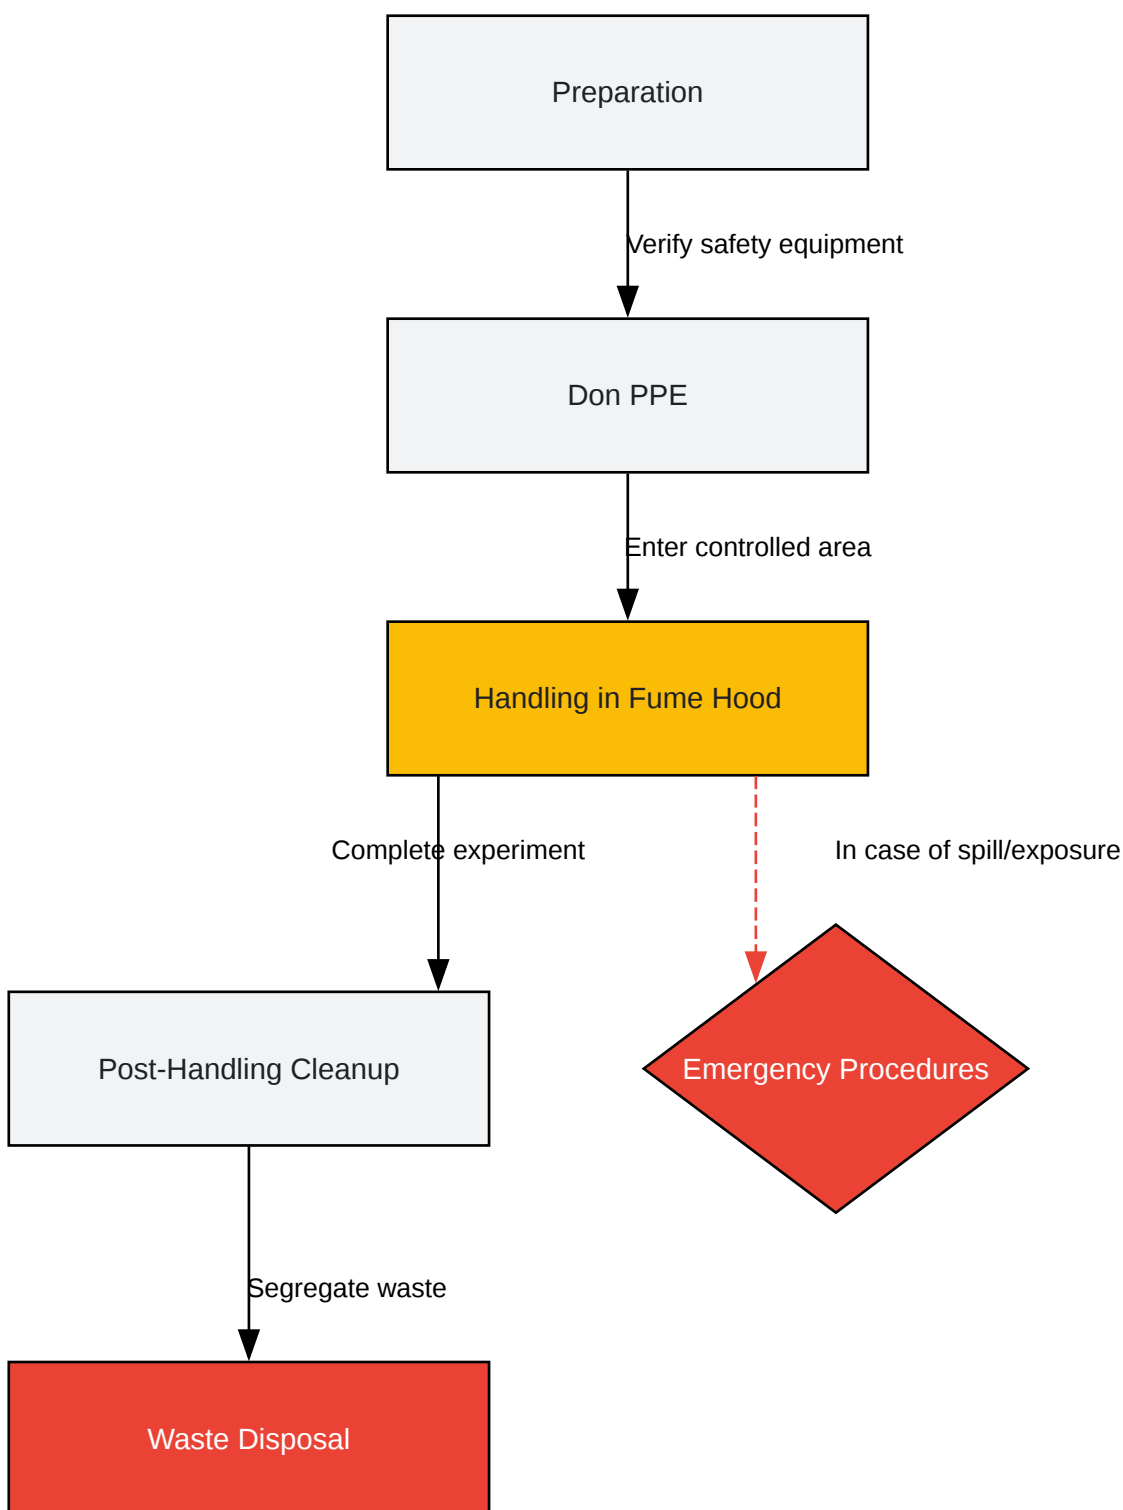 Preparation
Verify safety equipment
Don PPE
Enter controlled area
Handling in Fume Hood
Complete experiment
In case of spill/exposure
Post-Handling Cleanup
Emergency Procedures
Segregate waste
Waste Disposal